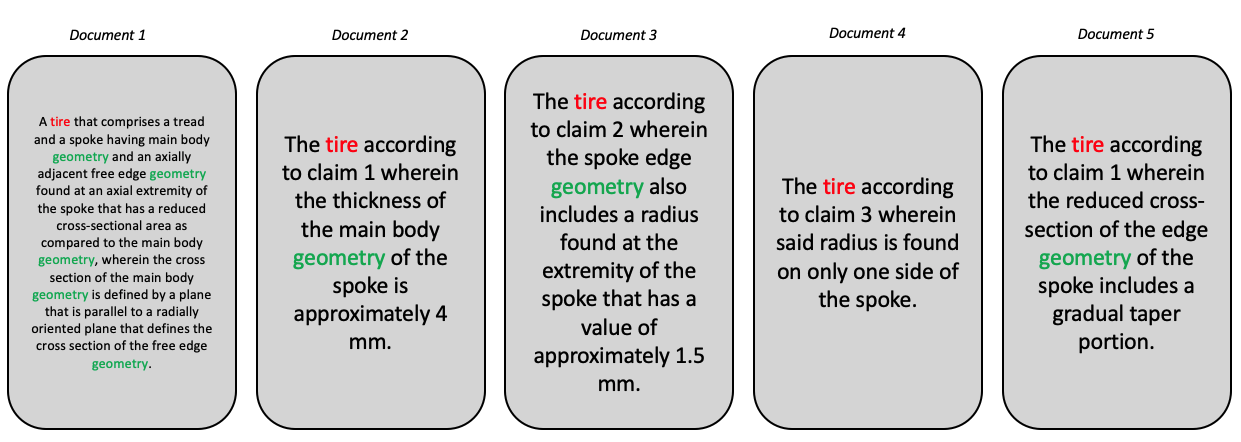 Document 1
A tire that comprises a tread
and a spoke having main body
geometry and an axially
adjacent free edge geometry
found at an axial extremity of
the spoke that has a reduced
cross-sectional area as
compared to the main body
geometry, wherein the cross
section of the main body
geometry is defined by a plane
that is parallel to a radially
oriented plane that defines the
cross section of the free edge
geometry.
Document 2
The tire according
to claim 1 wherein
the thickness of
the main body
geometry of the
spoke is
approximately 4
mm.
Document 3
The tire according
to claim 2 wherein
the spoke edge
geometry also
includes a radius
found at the
extremity of the
spoke that has a
value of
approximately 1.5
mm.
Document 4
The tire according
to claim 3 wherein
said radius is found
on only one side of
the spoke.
Document 5
The tire according
to claim 1 wherein
the reduced cross-
section of the edge
geometry of the
spoke includes a
gradual taper
portion.